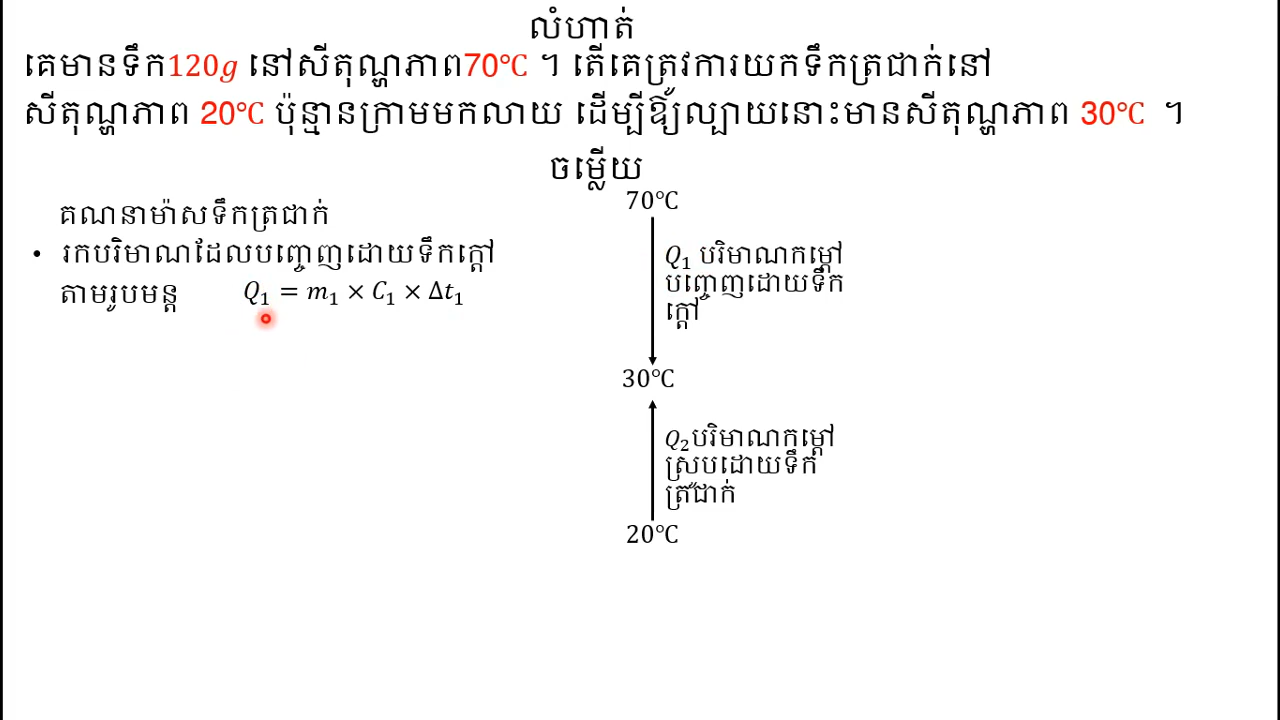 លំហាត់
គេមានទឹក120g នៅសីតុណ្ហភាព70℃ ។ តើគេត្រូវការយកទឹកត្រជាក់នៅ
សីតុណ្ហភាព 20℃ ប៉ុន្មានក្រាមមកលាយ ដើម្បីឱ្យល្បាយនោះមានសីតុណ្ហភាព 30℃ ។
ចម្លើយ
គណនាម៉ាសទឹកត្រជាក់
• រកបរិមាណដែលបញ្ចេញដោយទឹកក្ដៅ
តាមរូបមន្ត Q₁ = m₁ × C₁ × Δt₁
70℃
Q₁ បរិមាណកម្ដៅ
បញ្ចេញដោយទឹក
ក្ដៅ
30℃
Q₂បរិមាណកម្ដៅ
ស្រូបដោយទឹក
ត្រជាក់
20℃